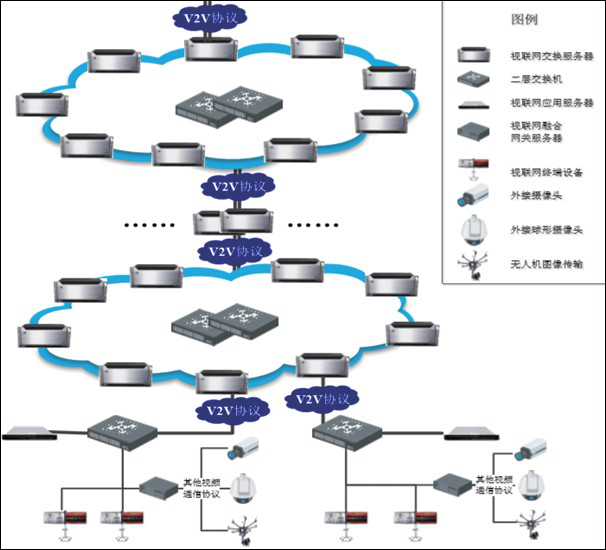 V2V协议
图例
视联网交换服务器
二层交换机
视联网应用服务器
视联网融合
网关服务器
视联网终端设备
外接摄像头
外接球形摄像头
无人机图像传输
V2V协议
······
······
V2V协议
V2V协议
V2V协议
其他视频
通信协议
其他视频
通信协议